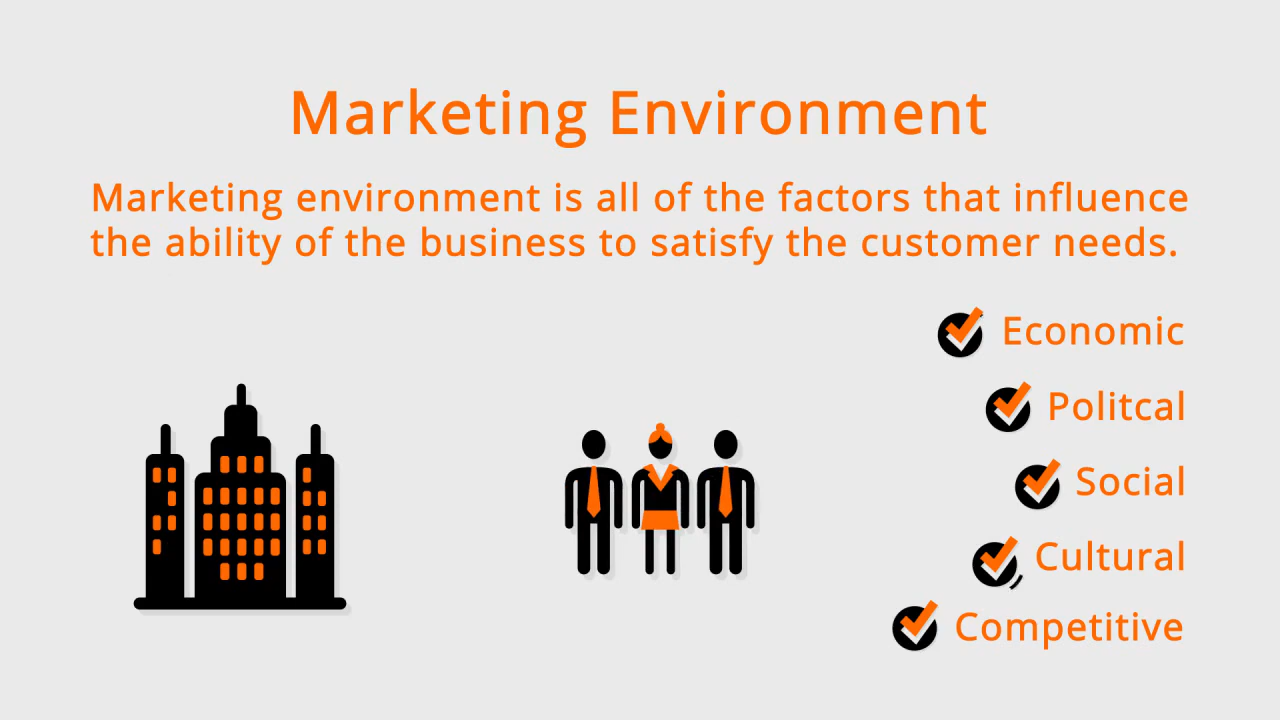 Marketing Environment
Marketing environment is all of the factors that influence
the ability of the business to satisfy the customer needs.
Economic
Politcal
Social
Cultural
Competitive